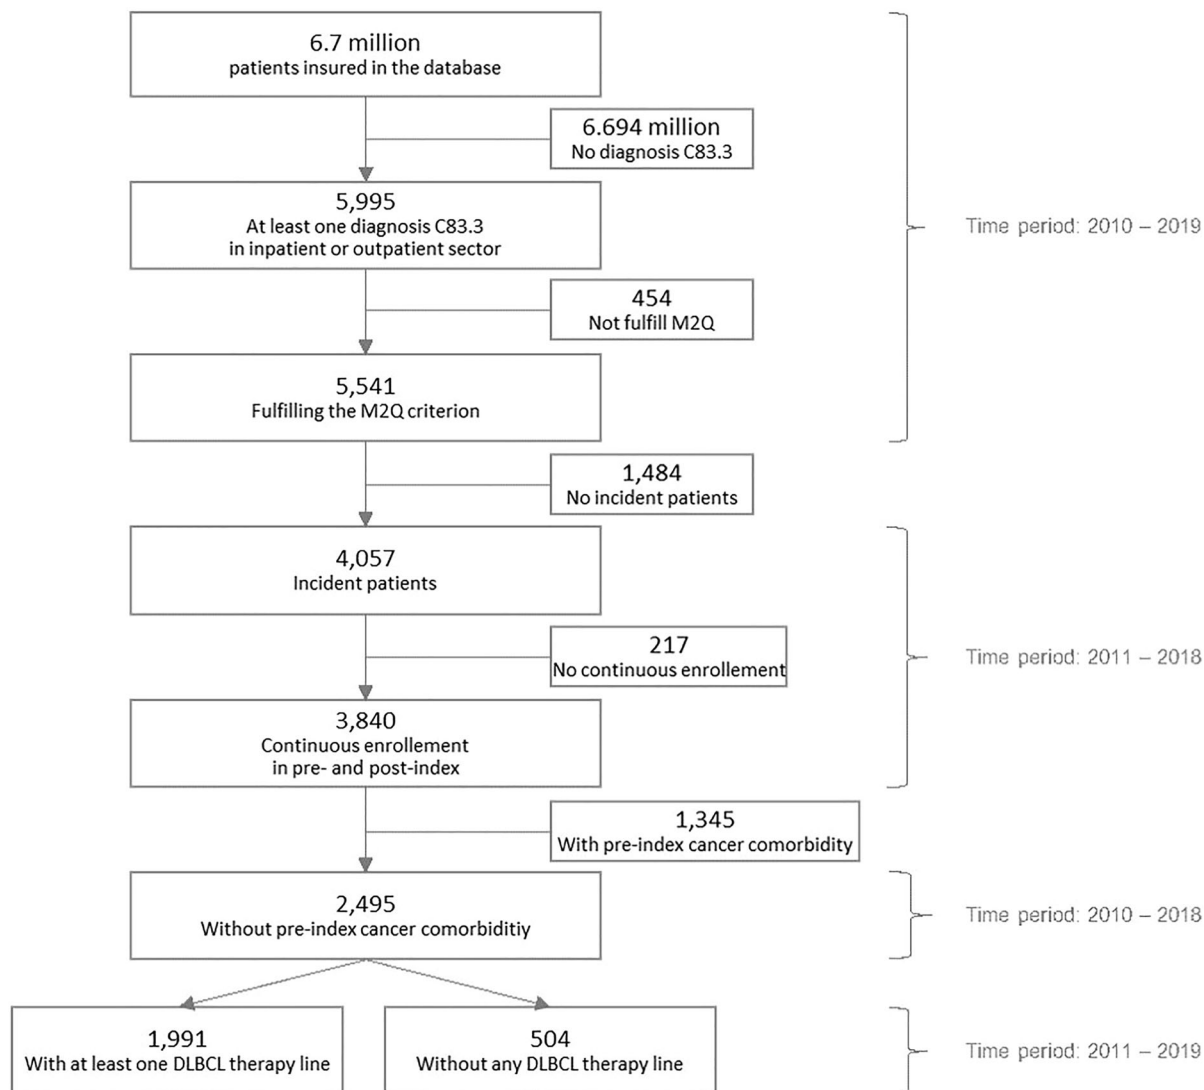 6.7 million
patients insured in the database
6.694 million
No diagnosis C83.3
5,995
At least one diagnosis C83.3
in inpatient or outpatient sector
Time period: 2010 – 2019
454
Not fulfill M2Q
5,541
Fulfilling the M2Q criterion
1,484
No incident patients
4,057
Incident patients
217
No continuous enrollement
Time period: 2011 – 2018
3,840
Continuous enrollement
in pre- and post-index
1,345
With pre-index cancer comorbidity
2,495
Without pre-index cancer comorbiditiy
Time period: 2010 – 2018
1,991
With at least one DLBCL therapy line
504
Without any DLBCL therapy line
Time period: 2011 – 2019